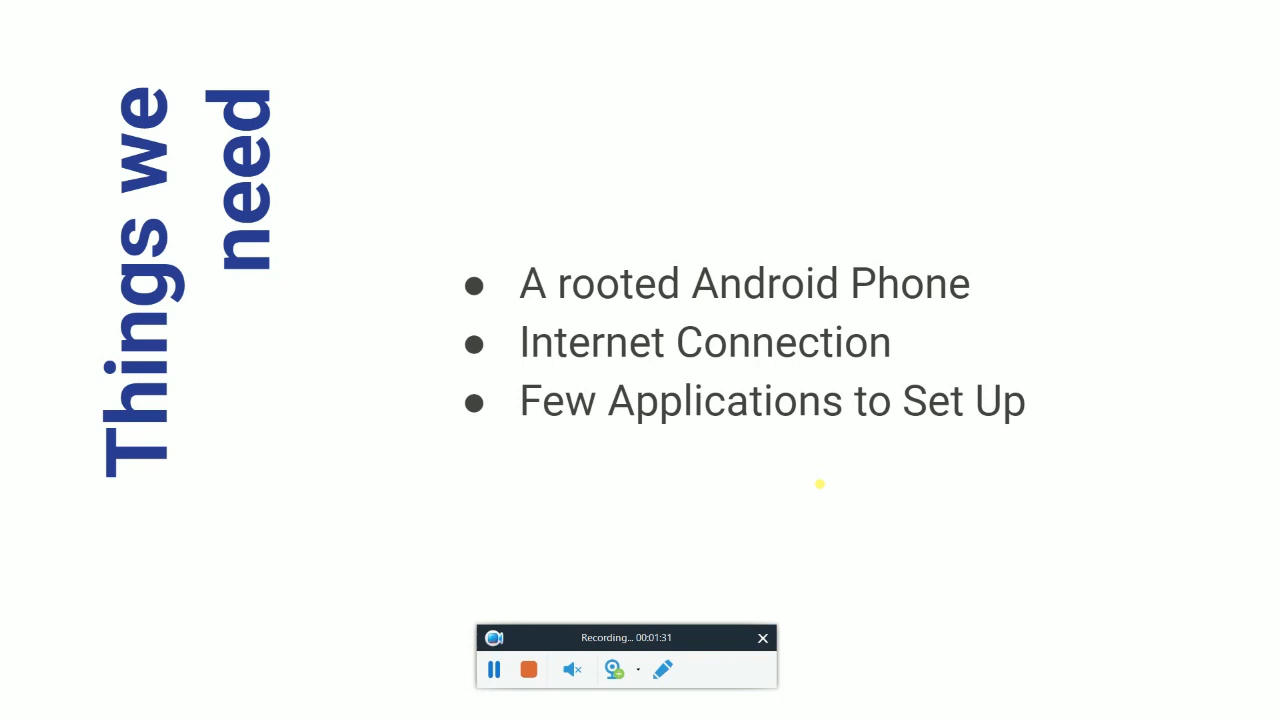 Things we
need
● A rooted Android Phone
● Internet Connection
● Few Applications to Set Up
Recording... 00:01:31